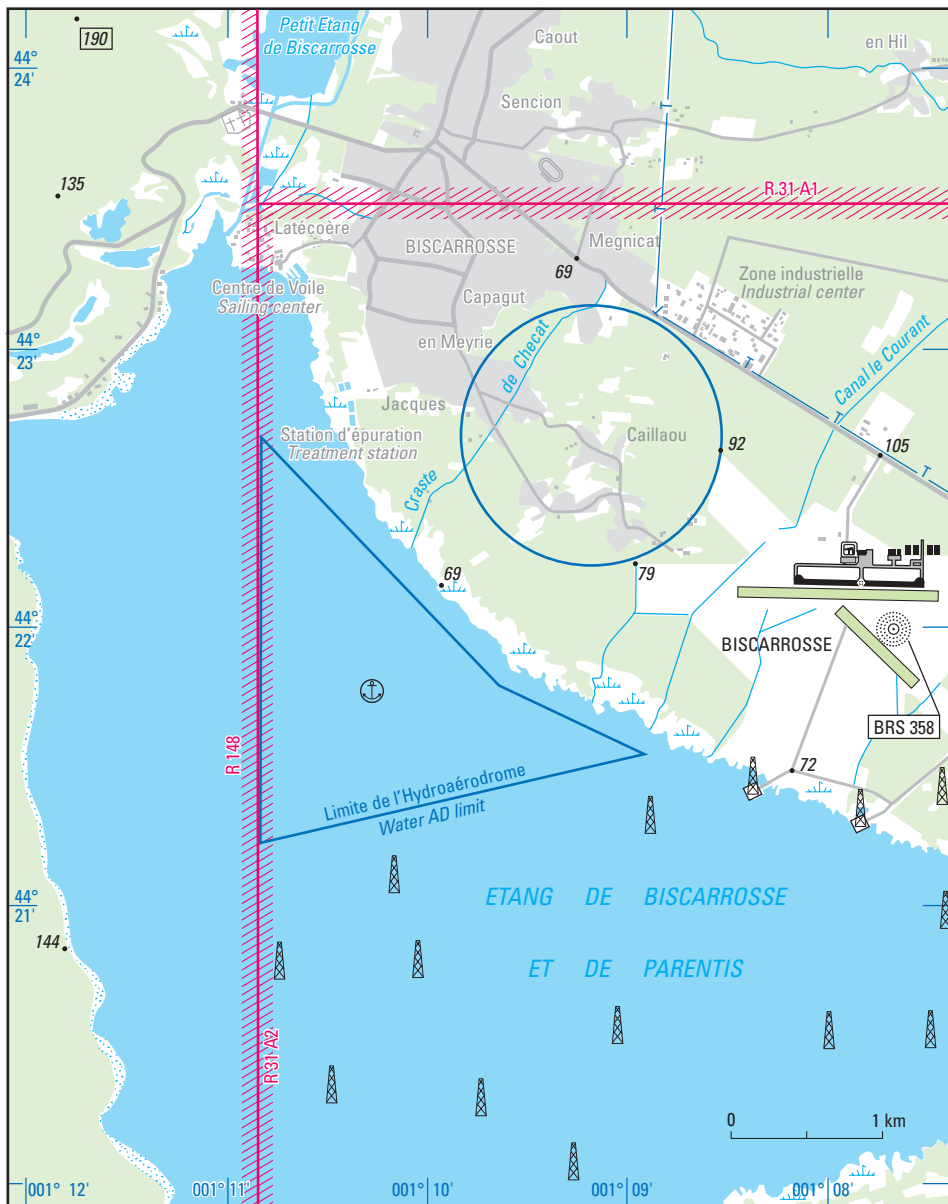 190
Petit Etang
de Biscarrosse
Caout
en Hil
44°
24'
Sencion
135
R 31 A1
Latécoère
BISCARROSSE
Megnicat
69
Zone industrielle
Industrial center
Centre de Voile
Sailing center
Capagut
44°
23'
en Meyrie
de Checat
Canal le Courant
Jacques
Station d'épuration
Treatment station
Caillaou
92
105
Craste
69
79
44°
22'
BISCARROSSE
R 148
BRS 358
72
Limite de l'Hydroaérodrome
Water AD limit
44°
21'
ETANG DE BISCARROSSE
144
ET DE PARENTIS
R 31 A2
0
1 km
001° 12'
001° 11'
001° 10'
001° 09'
001° 08'